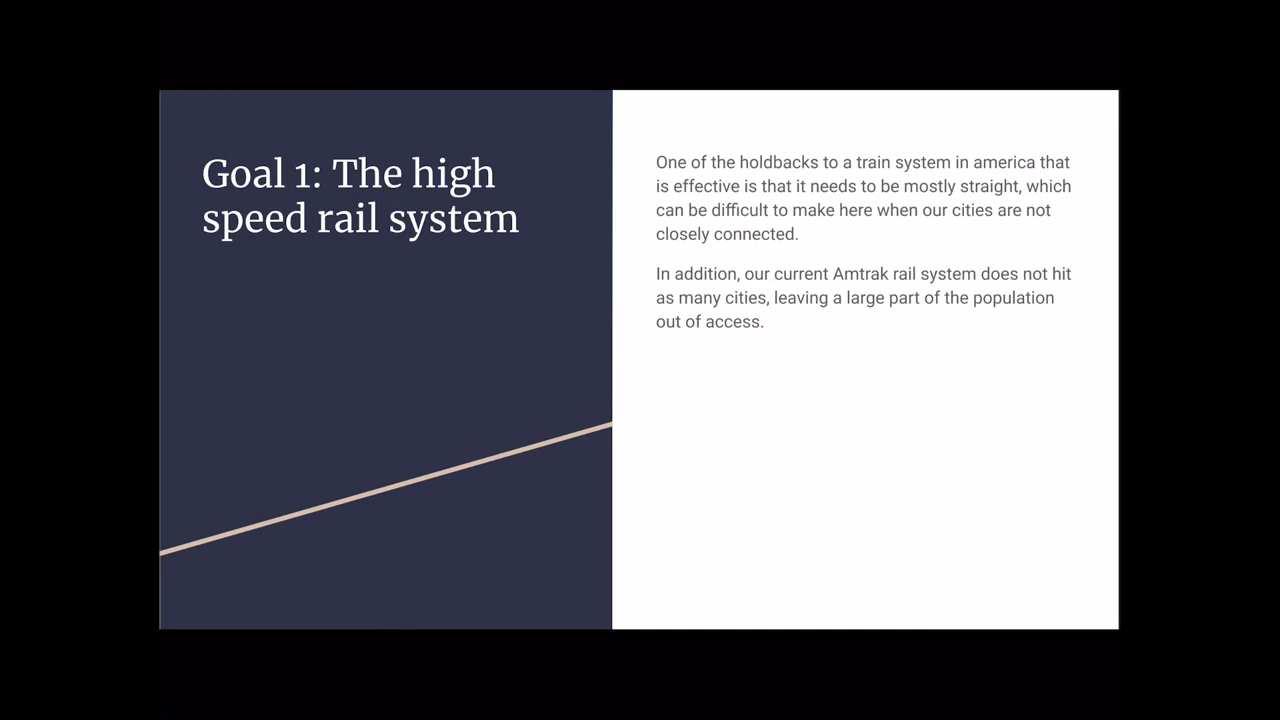 Goal 1: The high
speed rail system
One of the holdbacks to a train system in america that
is effective is that it needs to be mostly straight, which
can be difficult to make here when our cities are not
closely connected.
In addition, our current Amtrak rail system does not hit
as many cities, leaving a large part of the population
out of access.